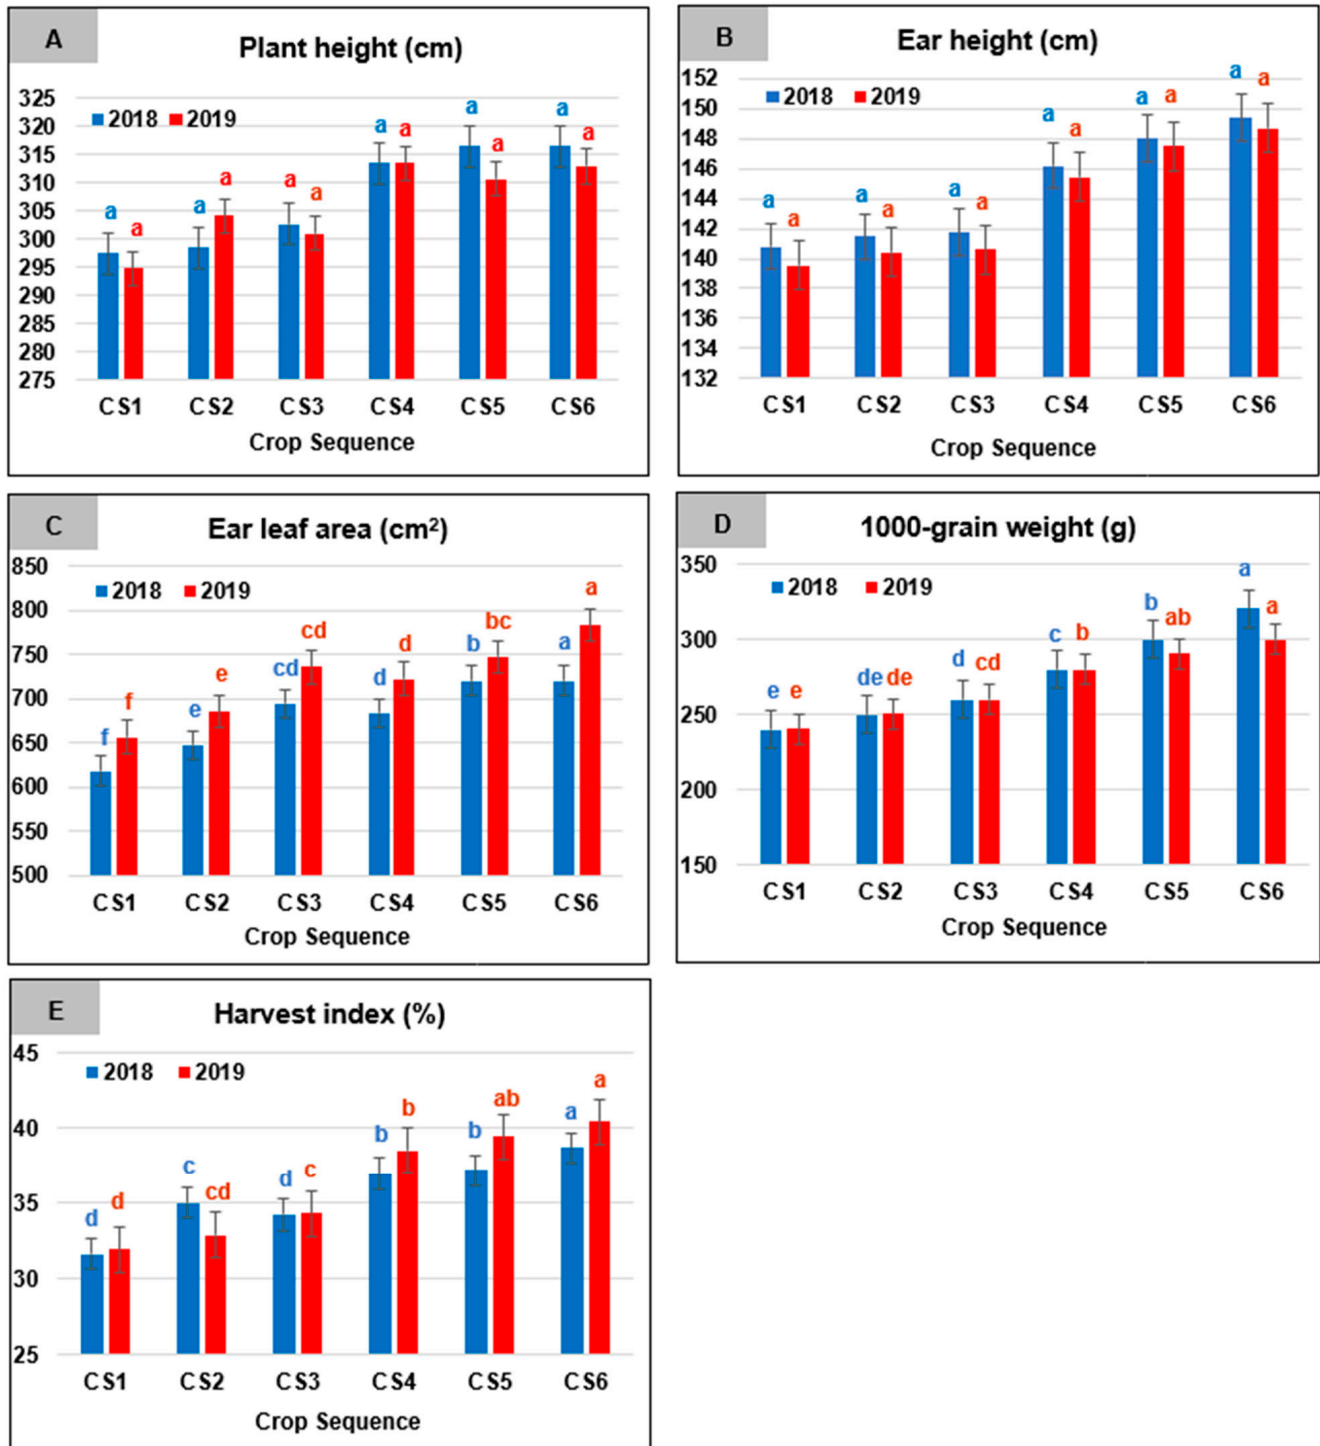 A
Plant height (cm)
2018 2019
325
320
315
310
305
300
295
290
285
280
275
a a a a a a a a a a a a
CS1 CS2 CS3 CS4 CS5 CS6
Crop Sequence
B
Ear height (cm)
2018 2019
152
150
148
146
144
142
140
138
136
134
132
a a a a a a a a a a a a
CS1 CS2 CS3 CS4 CS5 CS6
Crop Sequence
C
Ear leaf area (cm²)
2018 2019
850
800
750
700
650
600
550
500
f f e e cd cd d d b bc a a
CS1 CS2 CS3 CS4 CS5 CS6
Crop Sequence
D
1000-grain weight (g)
2018 2019
350
300
250
200
150
e e de de d cd c b b ab a a
CS1 CS2 CS3 CS4 CS5 CS6
Crop Sequence
E
Harvest index (%)
2018 2019
45
40
35
30
25
d d c cd d c b b b ab a a
CS1 CS2 CS3 CS4 CS5 CS6
Crop Sequence